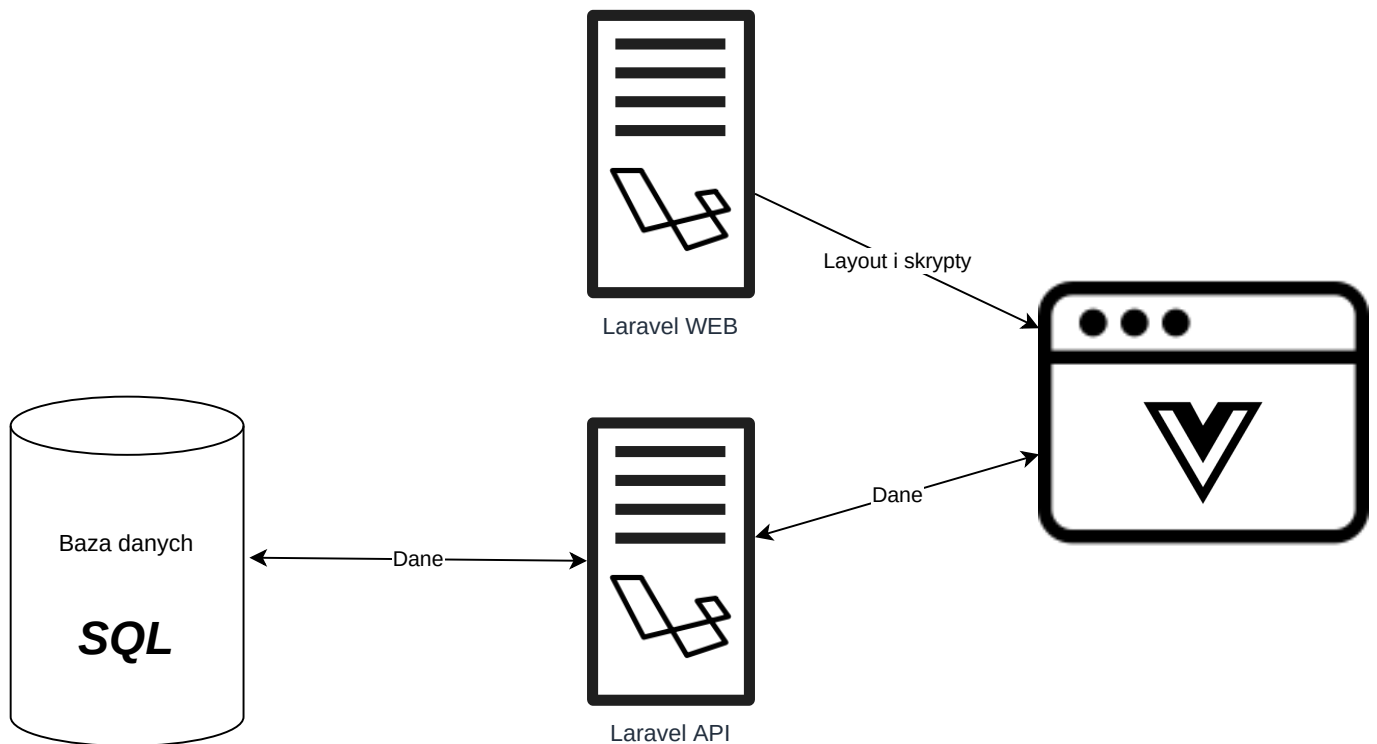 Layout i skrypty
Laravel WEB
Dane
Baza danych
Dane
SQL
Laravel API